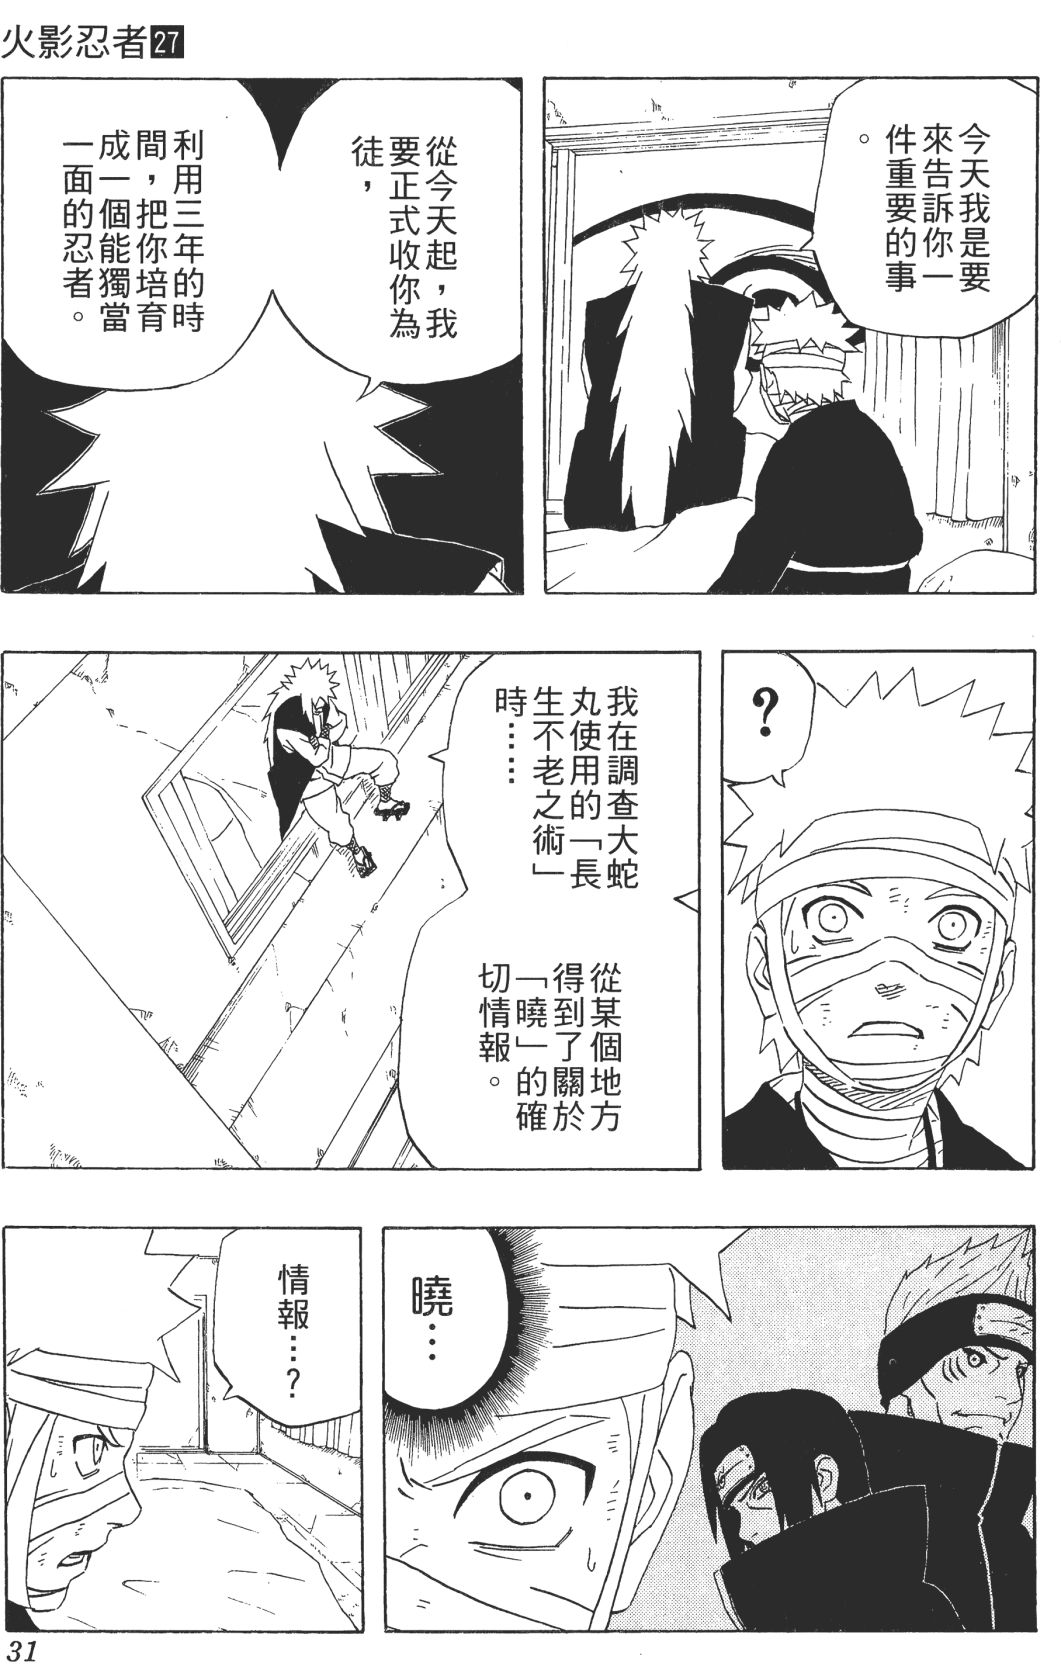 火影忍者27
今天我是要
來告訴你一
件重要的事
。
從今天起，我
要正式收你為
徒，
利用三年的時
間，把你培育
成一個能獨當
一面的忍者。
？
我在調查大蛇
丸使用的「長
生不老之術」
時……
從某個地方
得到了關於
「曉」的確
切情報。
曉…
情報…？
31